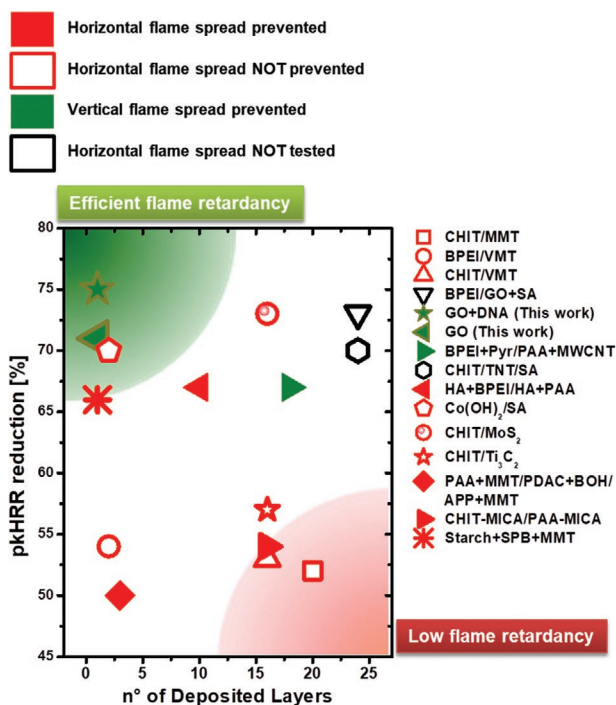 Horizontal flame spread prevented
Horizontal flame spread NOT prevented
Vertical flame spread prevented
Horizontal flame spread NOT tested
Efficient flame retardancy
80
75
70
65
60
55
50
45
pkHRR reduction [%]
0 5 10 15 20 25
n° of Deposited Layers
CHIT/MMT
BPEI/VMT
CHIT/VMT
BPEI/GO+SA
GO+DNA (This work)
GO (This work)
BPEI+Pyr/PAA+MWCNT
CHIT/TNT/SA
HA+BPEI/HA+PAA
Co(OH)₂/SA
CHIT/MoS₂
CHIT/Ti₃C₂
PAA+MMT/PDAC+BOH/
APP+MMT
CHIT-MICA/PAA-MICA
Starch+SPB+MMT
Low flame retardancy